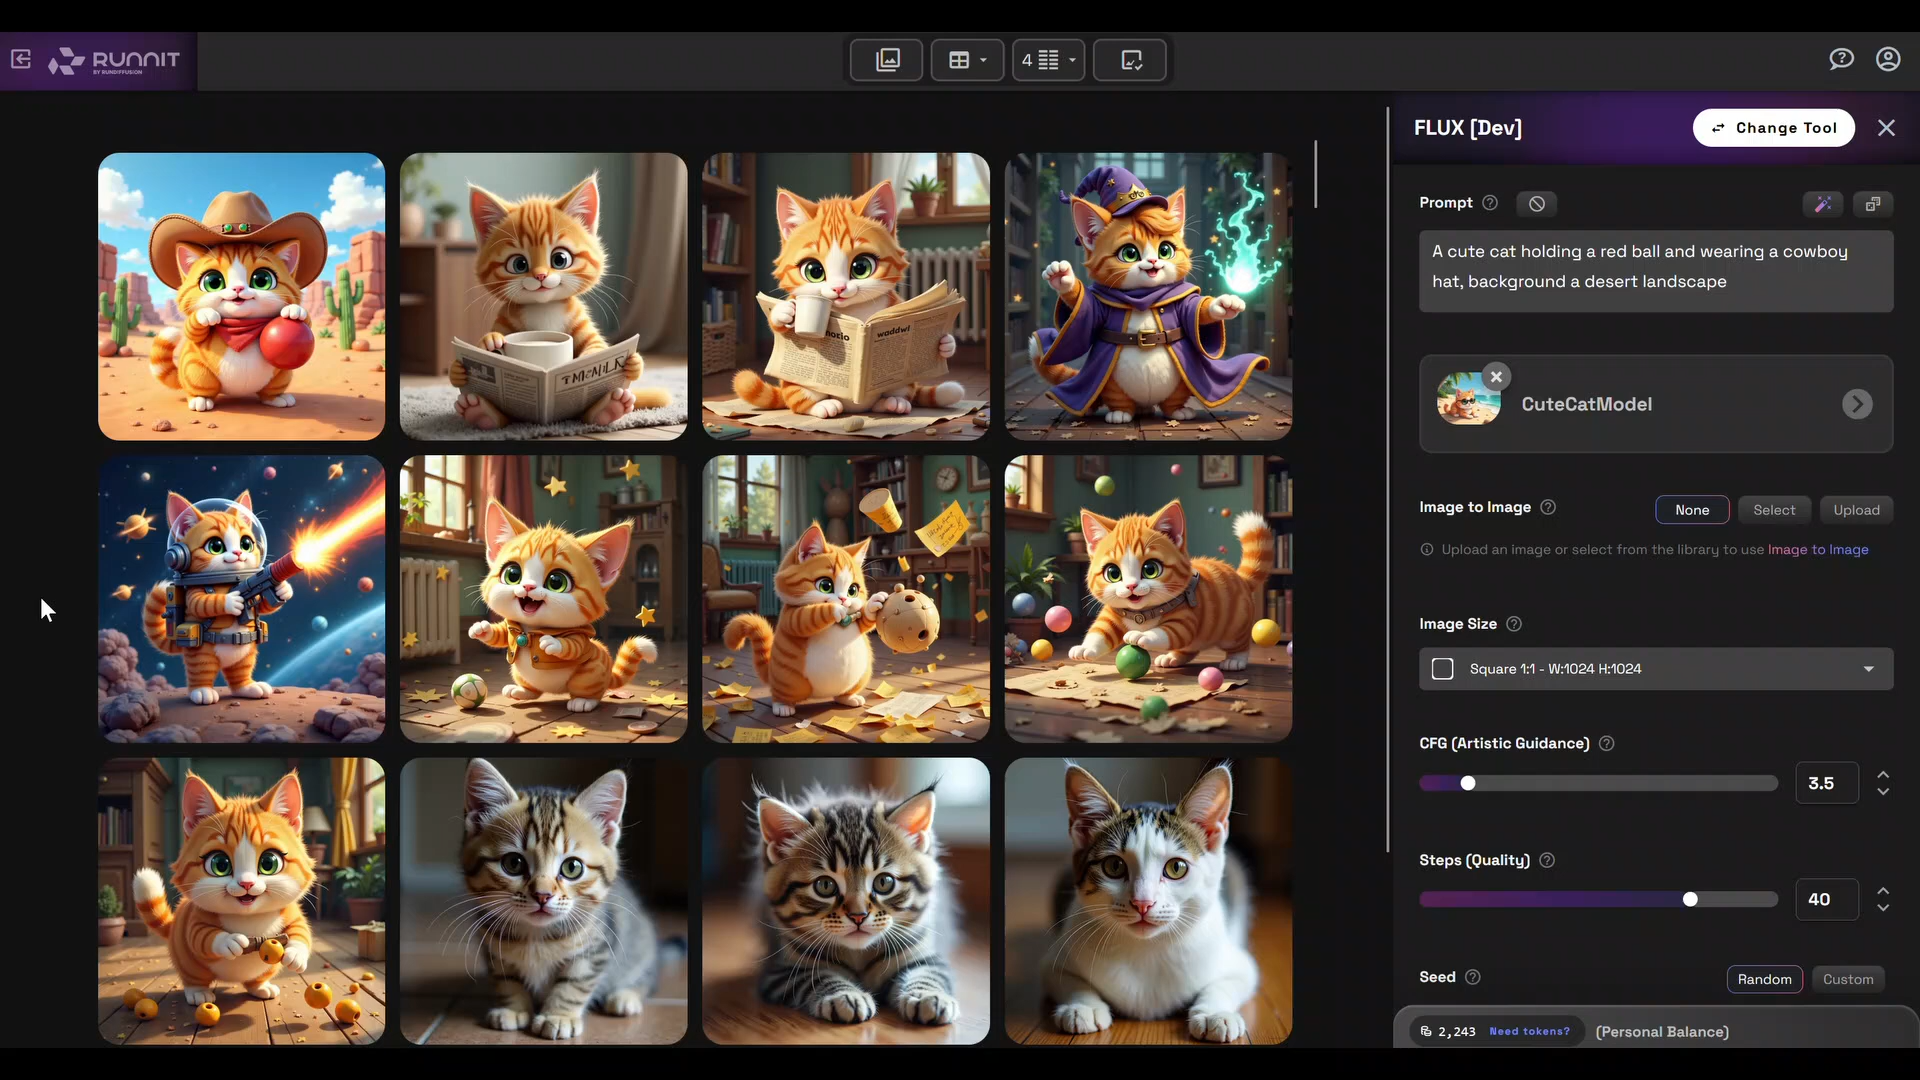 RUNNIT
BY RUNDIFFUSION
4
FLUX [Dev]
Change Tool
Prompt
A cute cat holding a red ball and wearing a cowboy
hat, background a desert landscape
CuteCatModel
Image to Image
None
Select
Upload
Upload an image or select from the library to use Image to Image
Image Size
Square 1:1 - W:1024 H:1024
CFG (Artistic Guidance)
3.5
Steps (Quality)
40
Seed
Random
Custom
2,243
Need tokens?
(Personal Balance)